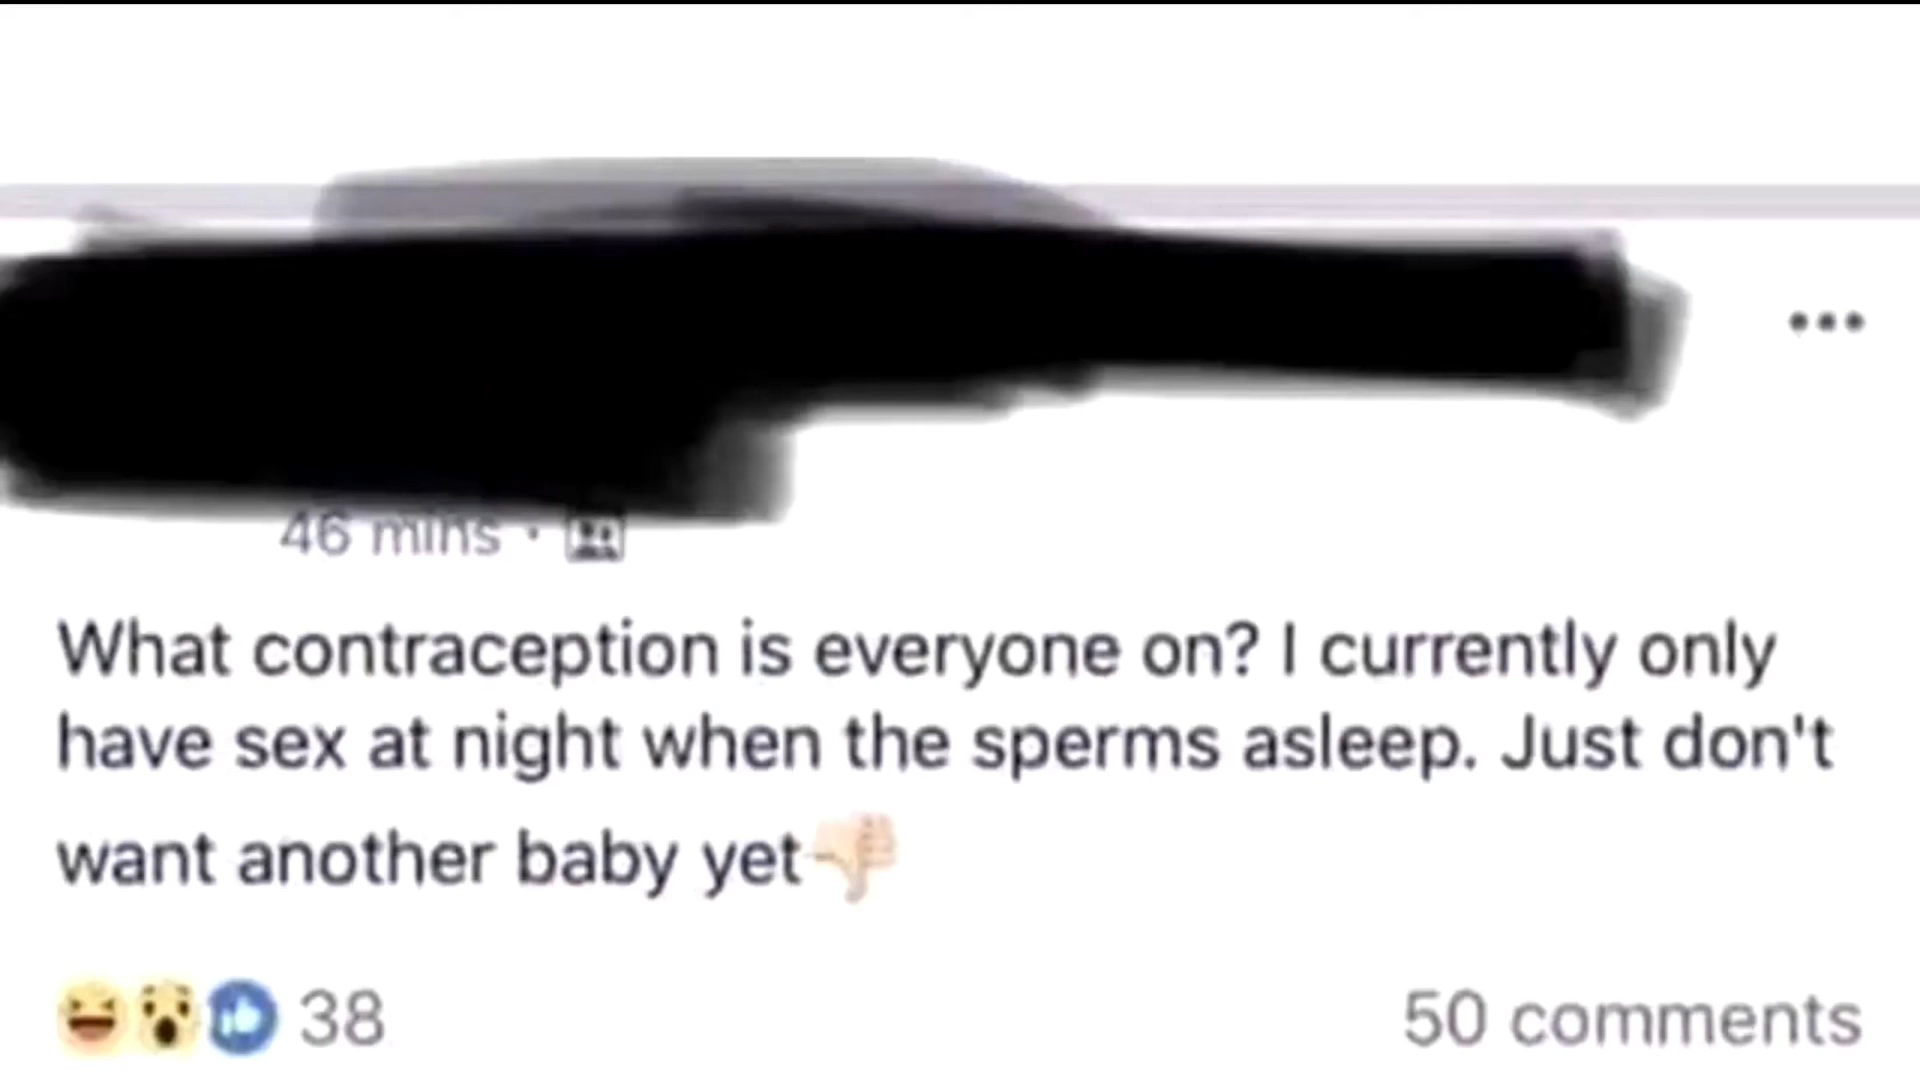 46 mins ·
What contraception is everyone on? I currently only
have sex at night when the sperms asleep. Just don't
want another baby yet👎🏻
38
50 comments